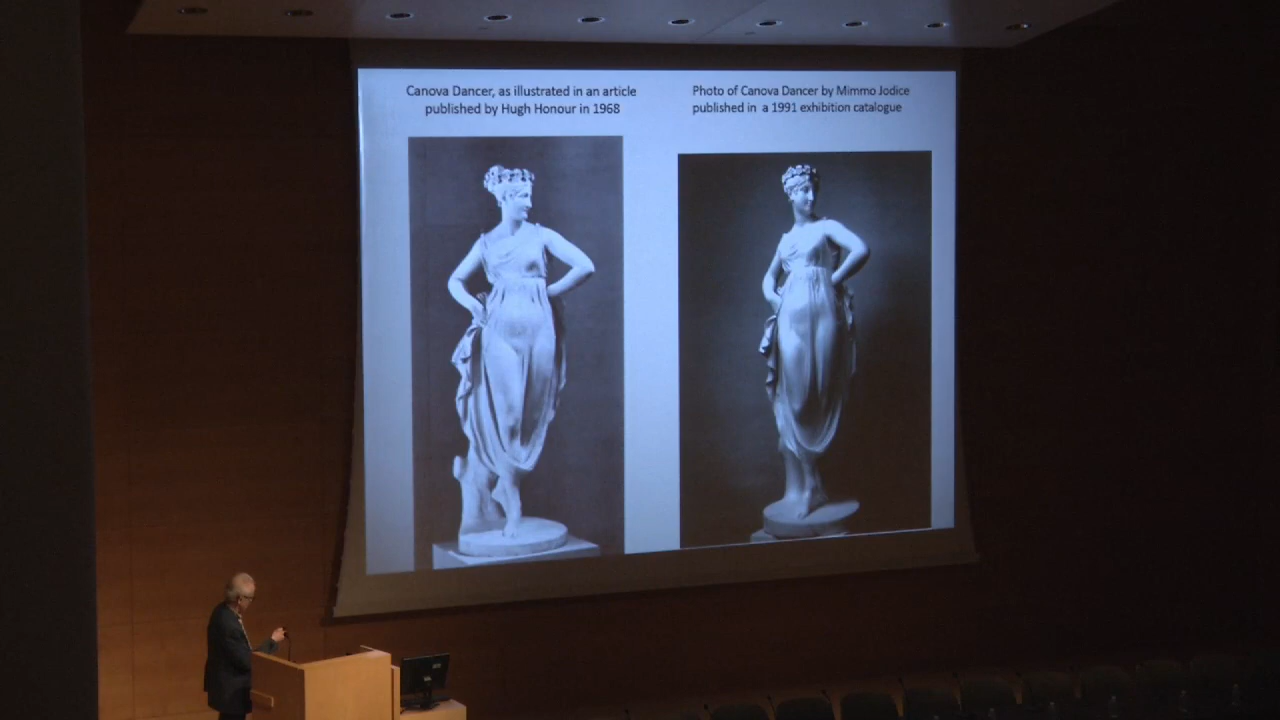 Canova Dancer, as illustrated in an article
published by Hugh Honour in 1968
Photo of Canova Dancer by Mimmo Jodice
published in a 1991 exhibition catalogue